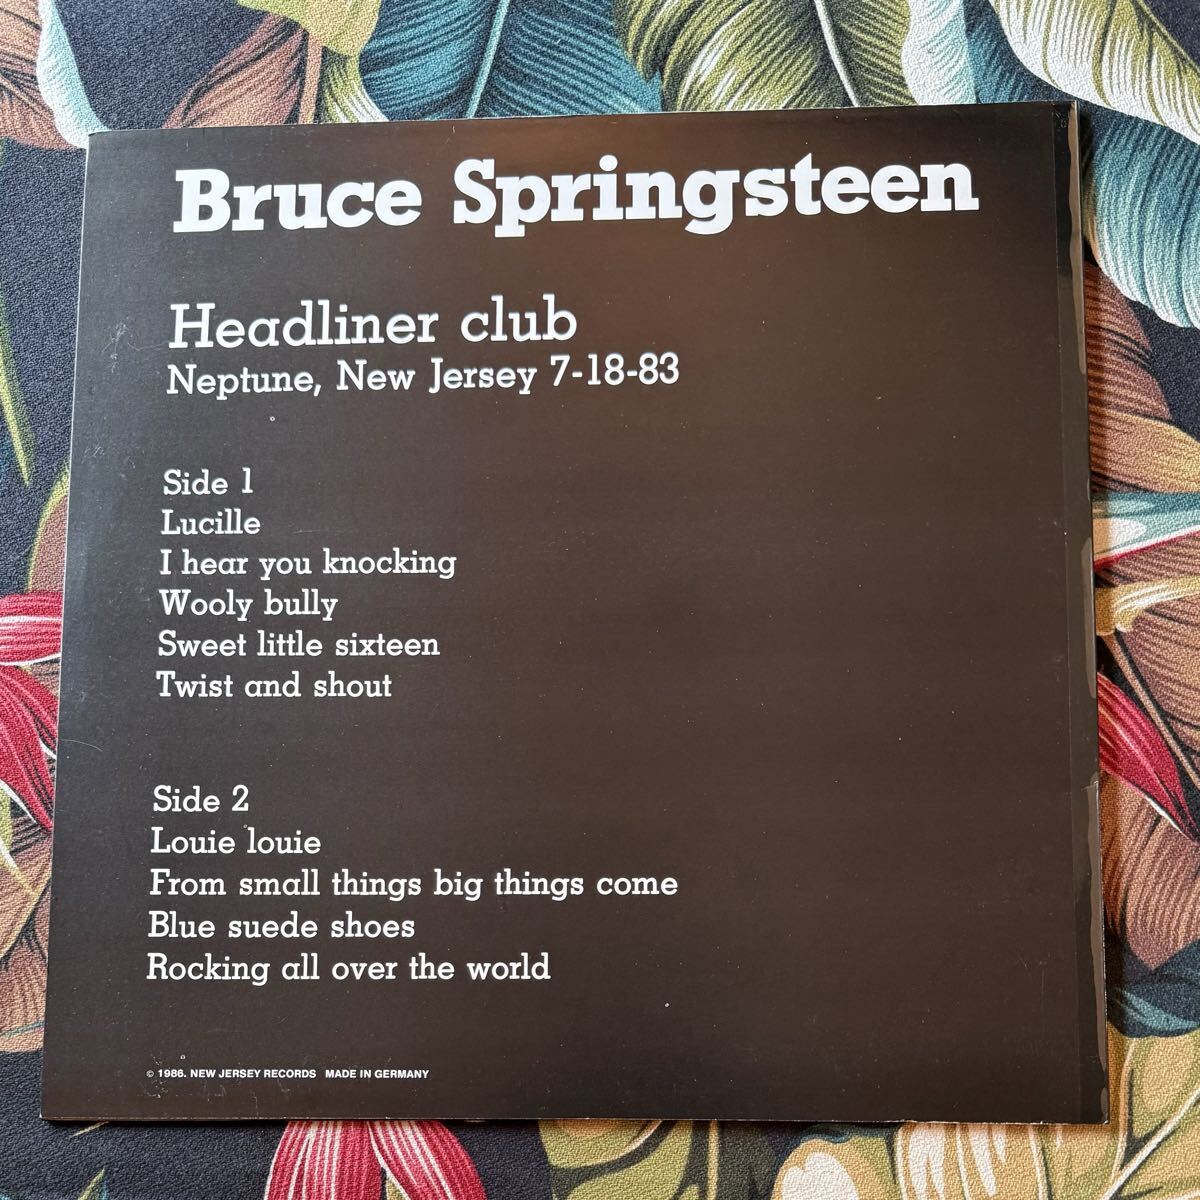 Bruce Springsteen
Headliner club
Neptune, New Jersey 7-18-83
Side 1
Lucille
I hear you knocking
Wooly bully
Sweet little sixteen
Twist and shout
Side 2
Louie louie
From small things big things come
Blue suede shoes
Rocking all over the world
© 1986. NEW JERSEY RECORDS MADE IN GERMANY